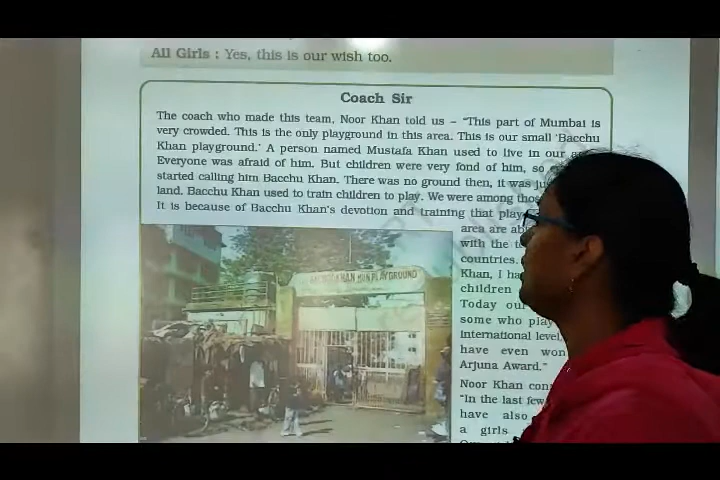 All Girls : Yes, this is our wish too.
Coach Sir
The coach who made this team, Noor Khan told us – "This part of Mumbai is
very crowded. This is the only playground in this area. This is our small 'Bacchu
Khan playground.' A person named Mustafa Khan used to live in our
Everyone was afraid of him. But children were very fond of him, so
started calling him Bacchu Khan. There was no ground then, it was
land. Bacchu Khan used to train children to play. We were among
It is because of Bacchu Khan's devotion and training that
area are
with the
countries.
Khan, I
children
Today
some who play
International level,
have even won
Arjuna Award."
Noor Khan
"In the last few
have also
a girls
KHAN PLAYGROUND